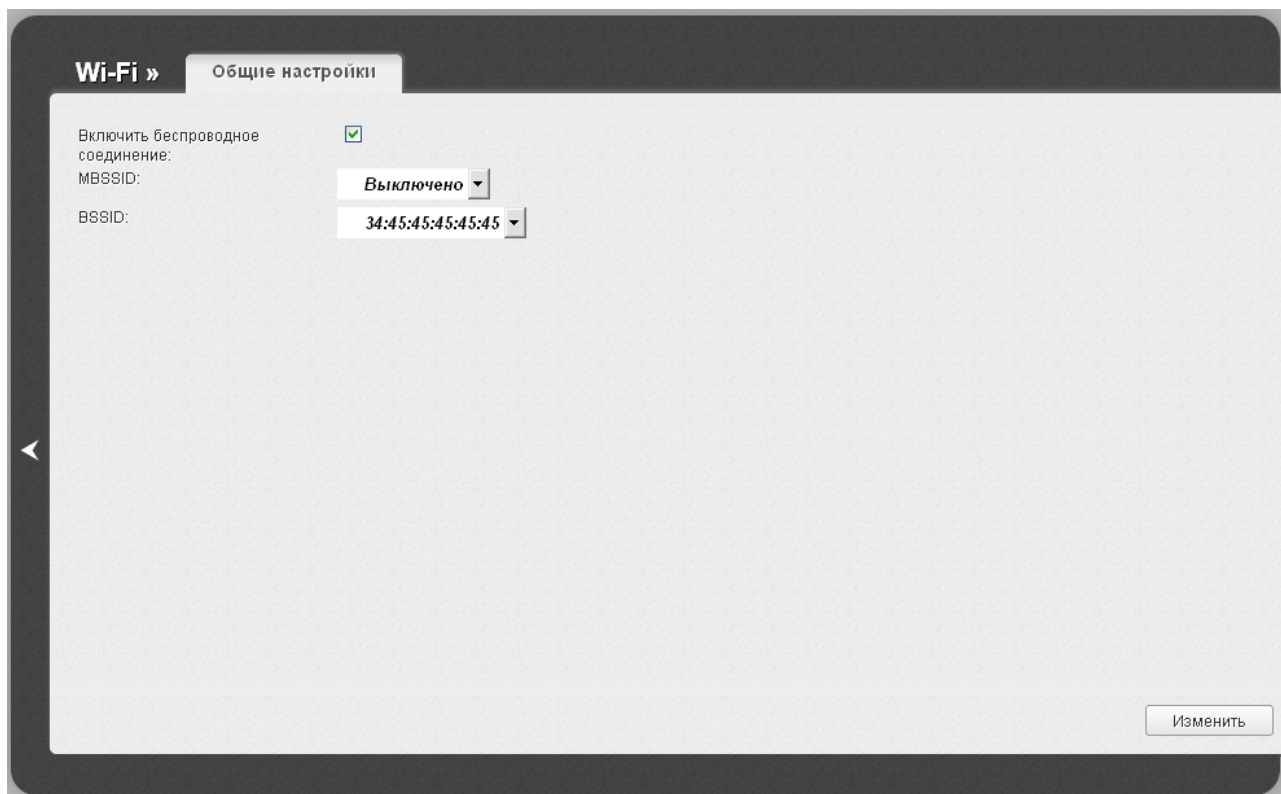 Wi-Fi »
Общие настройки
Включить беспроводное
соединение:
MBSSID:
Выключено
BSSID:
34:45:45:45:45:45
Изменить